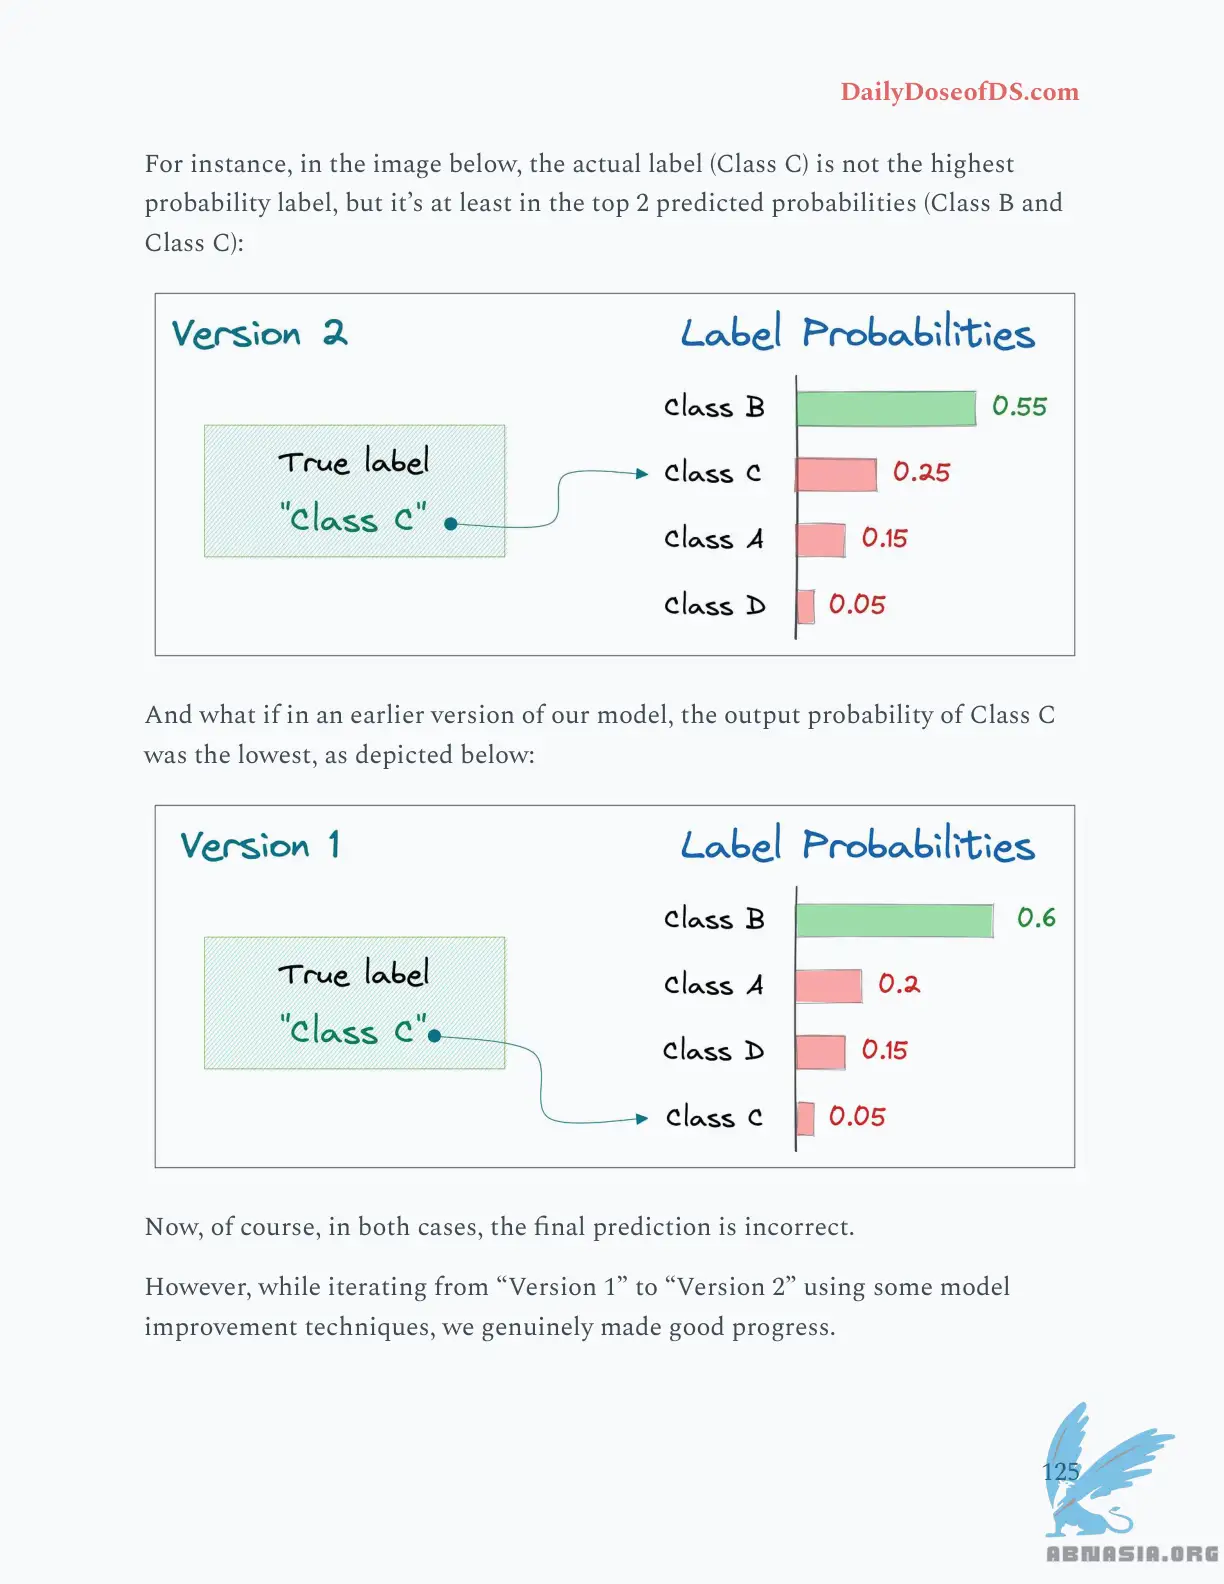 DailyDoseofDS.com
For instance, in the image below, the actual label (Class C) is not the highest
probability label, but it’s at least in the top 2 predicted probabilities (Class B and
Class C):
Version 2
Label Probabilities
True label
"Class C"
Class B 0.55
Class C 0.25
Class A 0.15
Class D 0.05
And what if in an earlier version of our model, the output probability of Class C
was the lowest, as depicted below:
Version 1
Label Probabilities
True label
"Class C"
Class B 0.6
Class A 0.2
Class D 0.15
Class C 0.05
Now, of course, in both cases, the final prediction is incorrect.
However, while iterating from “Version 1” to “Version 2” using some model
improvement techniques, we genuinely made good progress.
125
ABNASIA.ORG